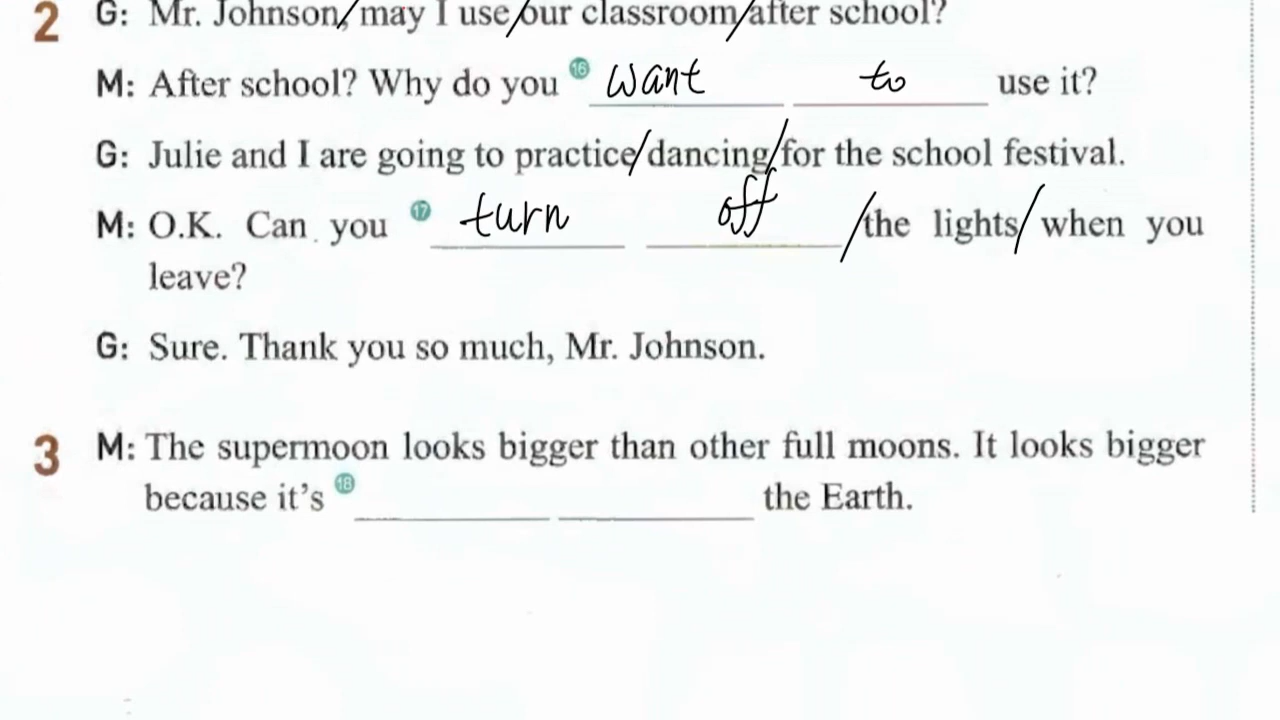 2 G: Mr. Johnson, / may I use / our classroom / after school?
M: After school? Why do you 16 want to use it?
G: Julie and I are going to practice / dancing / for the school festival.
M: O.K. Can you 17 turn off / the lights / when you
leave?
G: Sure. Thank you so much, Mr. Johnson.
3 M: The supermoon looks bigger than other full moons. It looks bigger
because it's 18 the Earth.